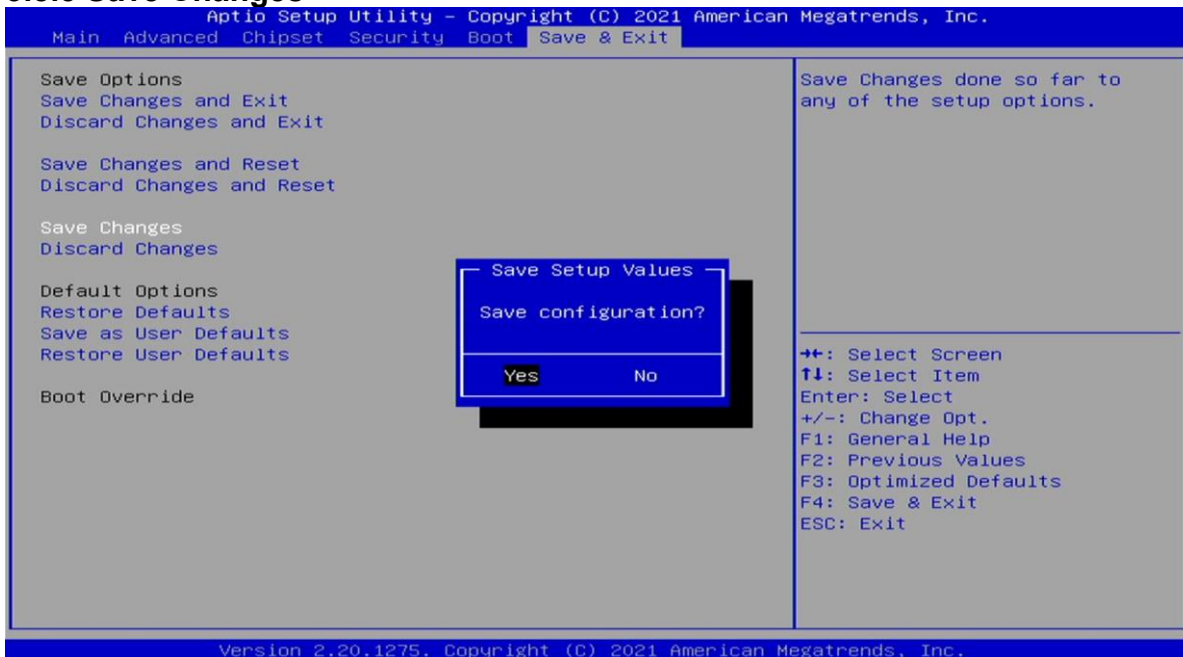 Save Changes
Aptio Setup Utility – Copyright (C) 2021 American Megatrends, Inc.
Main Advanced Chipset Security Boot Save & Exit
Save Options
Save Changes and Exit
Discard Changes and Exit
Save Changes and Reset
Discard Changes and Reset
Save Changes
Discard Changes
Default Options
Restore Defaults
Save as User Defaults
Restore User Defaults
Boot Override
Save Setup Values
Save configuration?
Yes No
Save Changes done so far to
any of the setup options.
→←: Select Screen
↑↓: Select Item
Enter: Select
+/-: Change Opt.
F1: General Help
F2: Previous Values
F3: Optimized Defaults
F4: Save & Exit
ESC: Exit
Version 2.20.1275. Copyright (C) 2021 American Megatrends, Inc.